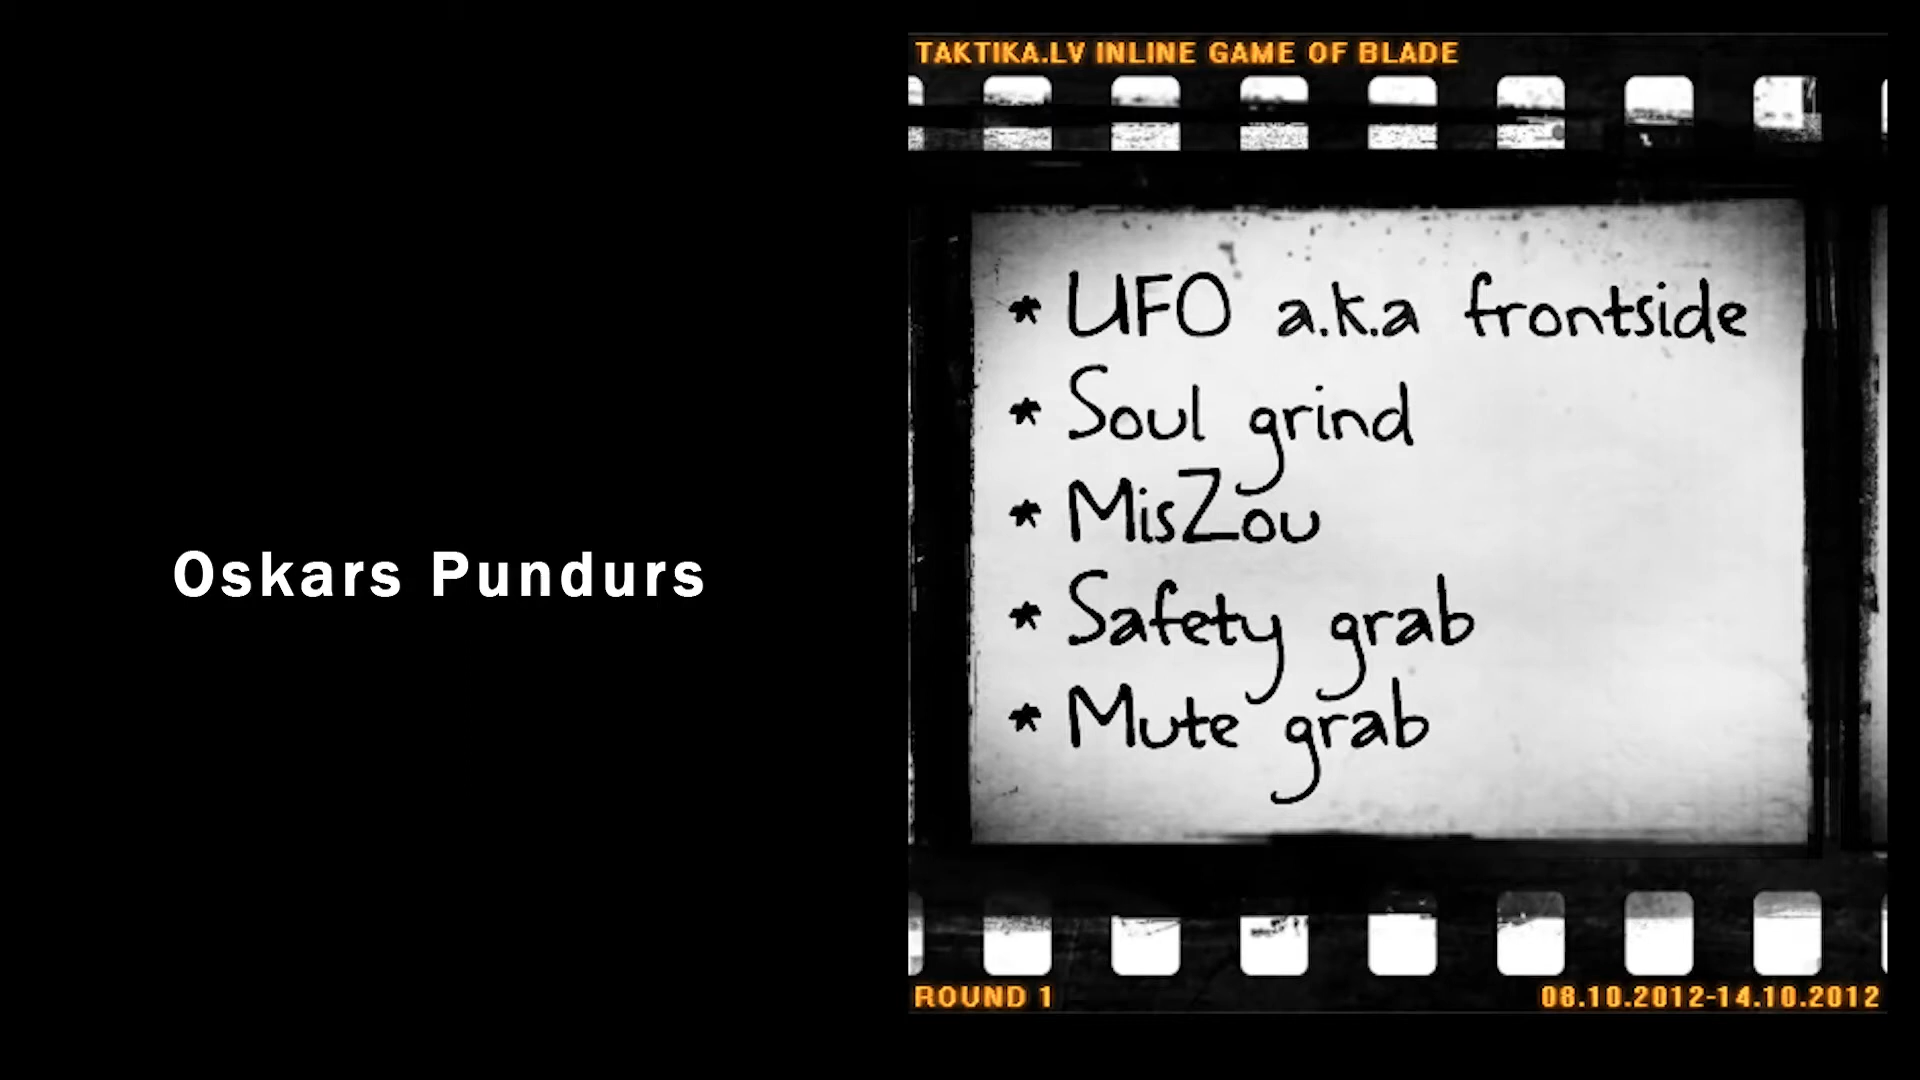 Oskars Pundurs
TAKTIKA.LV INLINE GAME OF BLADE
* UFO a.k.a frontside
* Soul grind
* MisZou
* Safety grab
* Mute grab
ROUND 1
08.10.2012-14.10.2012